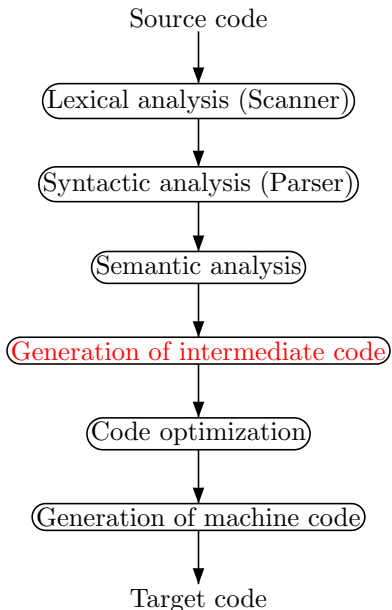 Source code
Lexical analysis (Scanner)
Syntactic analysis (Parser)
Semantic analysis
Generation of intermediate code
Code optimization
Generation of machine code
Target code